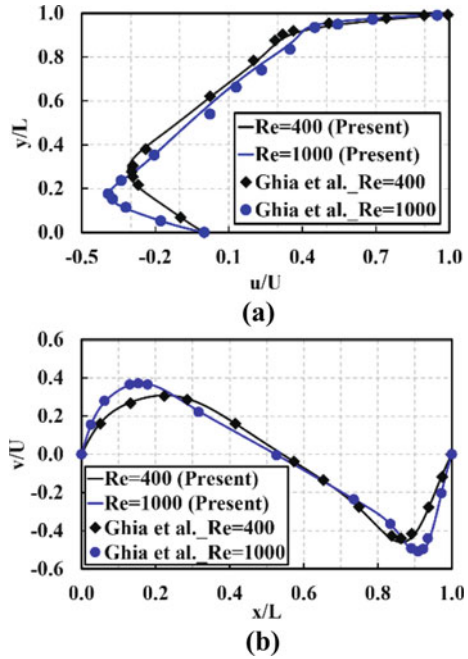 1.0
0.8
0.6
0.4
0.2
0.0
y/L
Re=400 (Present)
Re=1000 (Present)
Ghia et al._Re=400
Ghia et al._Re=1000
-0.5 -0.2 0.1 0.4 0.7 1.0
u/U
(a)
0.6
0.4
0.2
0.0
-0.2
-0.4
-0.6
v/U
Re=400 (Present)
Re=1000 (Present)
Ghia et al._Re=400
Ghia et al._Re=1000
0.0 0.2 0.4 0.6 0.8 1.0
x/L
(b)